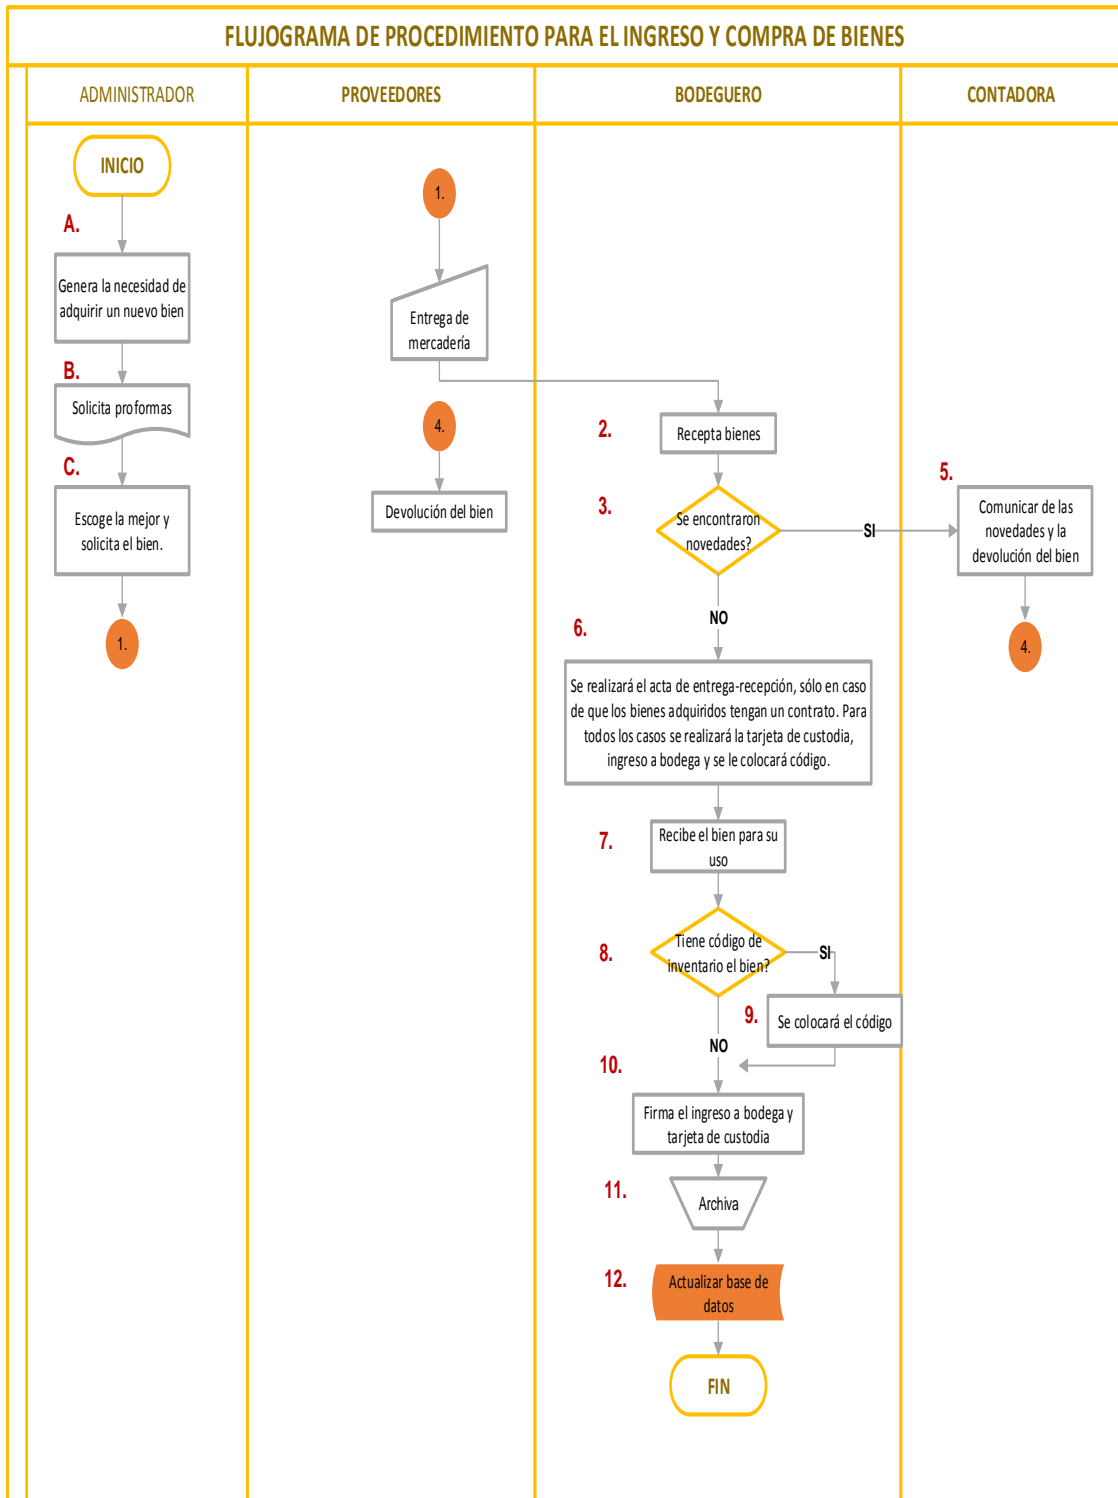 FLUJOGRAMA DE PROCEDIMIENTO PARA EL INGRESO Y COMPRA DE BIENES
ADMINISTRADOR
PROVEEDORES
BODEGUERO
CONTADORA
INICIO
A.
Genera la necesidad de
adquirir un nuevo bien
B.
Solicita proformas
C.
Escoge la mejor y
solicita el bien.
1.
1.
Entrega de
mercadería
4.
Devolución del bien
2.
Recepta bienes
3.
Se encontraron
novedades?
SI
NO
5.
Comunicar de las
novedades y la
devolución del bien
4.
6.
Se realizará el acta de entrega-recepción, sólo en caso
de que los bienes adquiridos tengan un contrato. Para
todos los casos se realizará la tarjeta de custodia,
ingreso a bodega y se le colocará código.
7.
Recibe el bien para su
uso
8.
Tiene código de
inventario el bien?
SI
9.
Se colocará el código
NO
10.
Firma el ingreso a bodega y
tarjeta de custodia
11.
Archiva
12.
Actualizar base de
datos
FIN